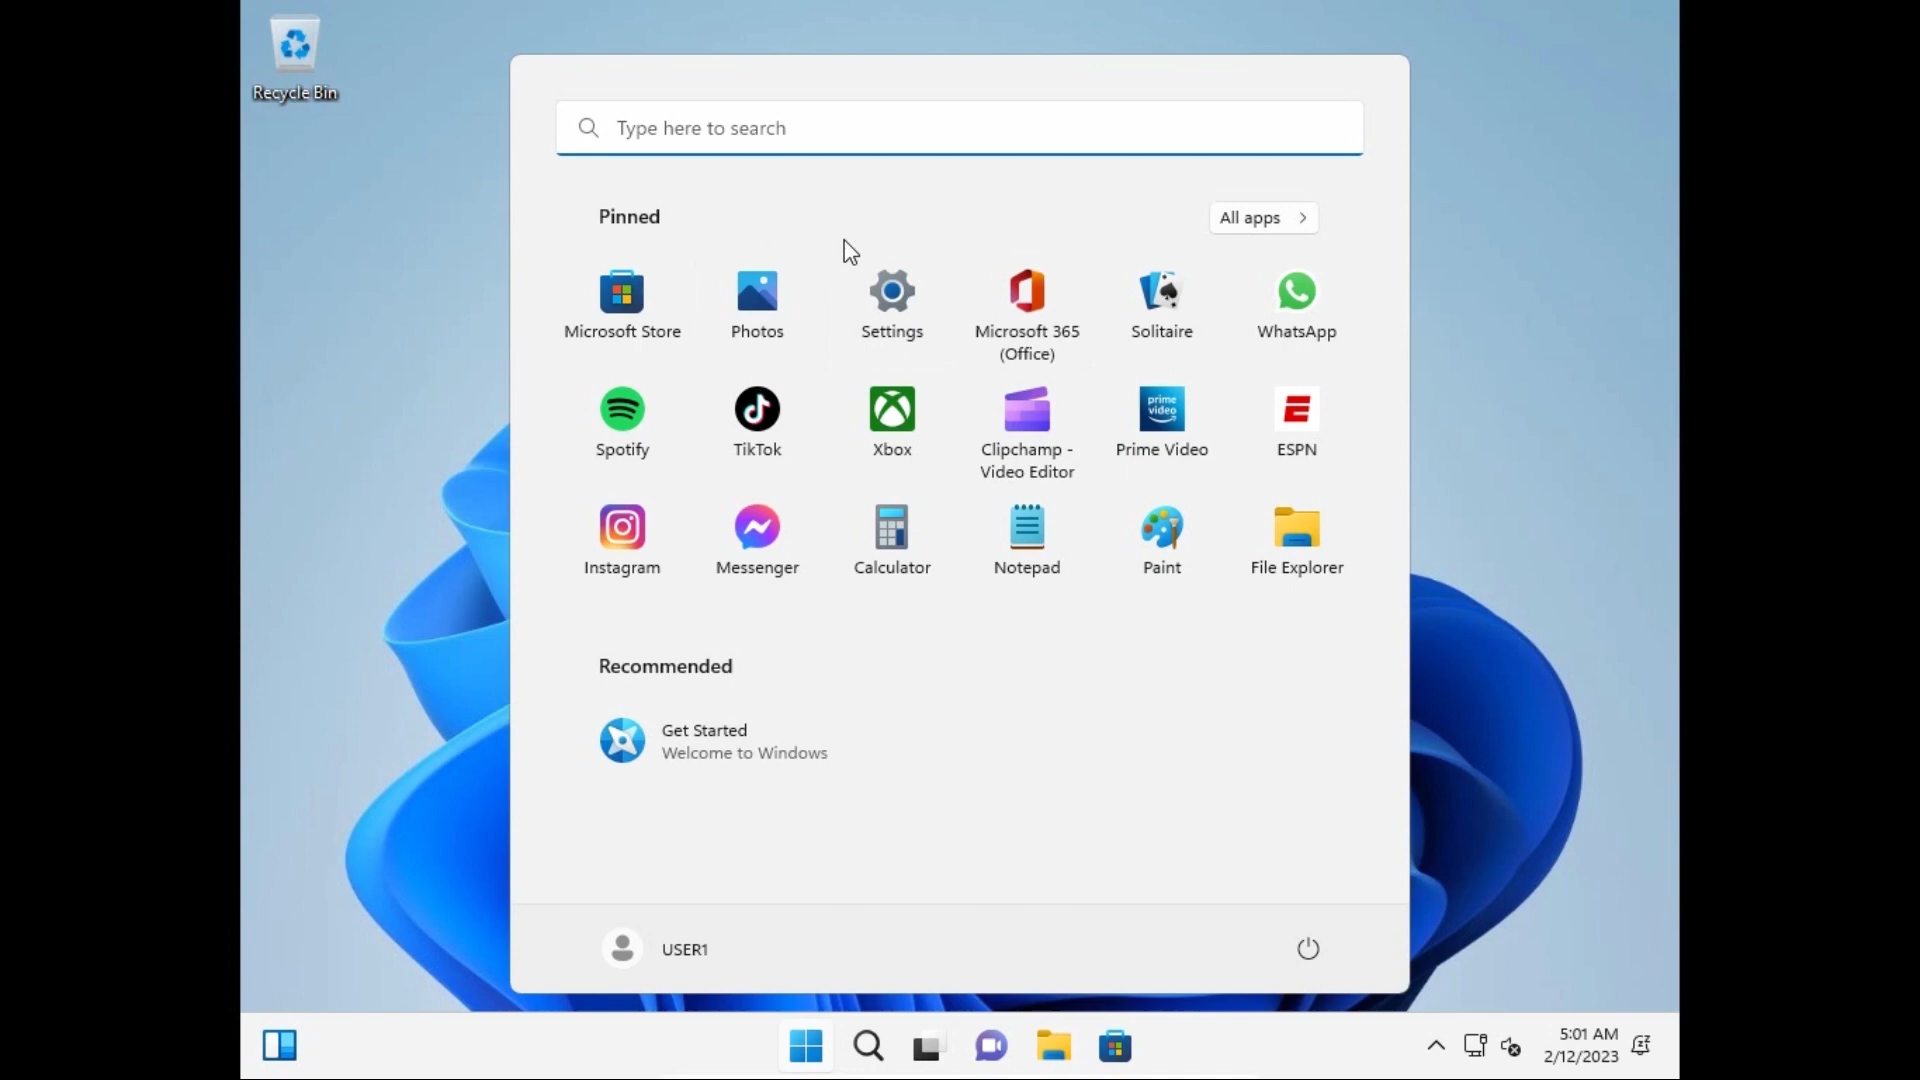 Recycle Bin
Type here to search
Pinned
All apps
Microsoft Store
Photos
Settings
Microsoft 365
(Office)
Solitaire
WhatsApp
Spotify
TikTok
Xbox
Clipchamp -
Video Editor
prime
video
Prime Video
ESPN
Instagram
Messenger
Calculator
Notepad
Paint
File Explorer
Recommended
Get Started
Welcome to Windows
USER1
5:01 AM
2/12/2023